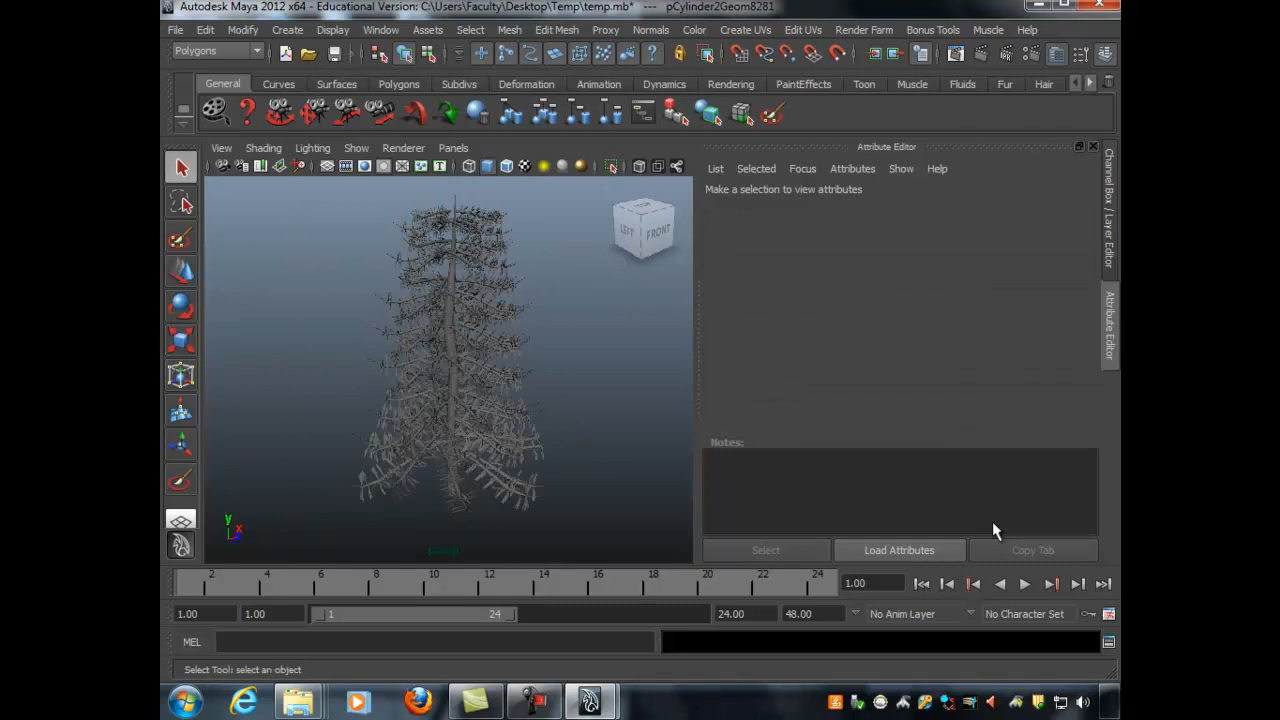 Autodesk Maya 2012 x64 - Educational Version: C:\Users\Faculty\Desktop\Temp\temp.mb* --- pCylinder2Geom8281
File Edit Modify Create Display Window Assets Select Mesh Edit Mesh Proxy Normals Color Create UVs Edit UVs Render Farm Bonus Tools Muscle Help
Polygons
General Curves Surfaces Polygons Subdivs Deformation Animation Dynamics Rendering PaintEffects Toon Muscle Fluids Fur Hair
View Shading Lighting Show Renderer Panels
Attribute Editor
List Selected Focus Attributes Show Help
Make a selection to view attributes
LEFT FRONT
Channel Box / Layer Editor
Attribute Editor
Notes:
y
x
persp
Select Load Attributes Copy Tab
2 4 6 8 10 12 14 16 18 20 22 24 1.00
1.00 1.00 1 24 24.00 48.00 No Anim Layer No Character Set
MEL
Select Tool: select an object